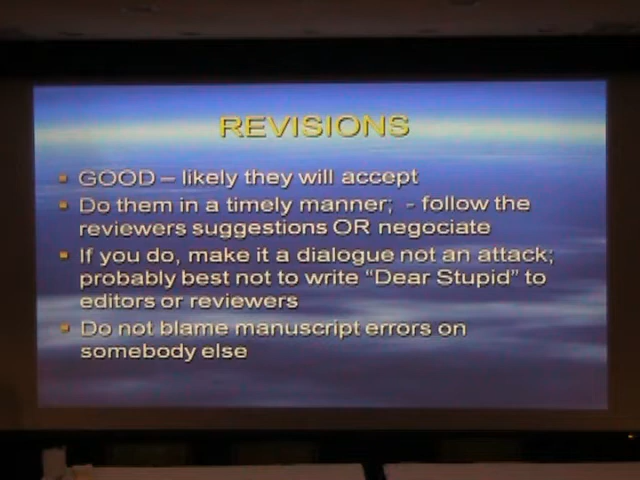 REVISIONS
GOOD – likely they will accept
Do them in a timely manner; - follow the
reviewers suggestions OR negociate
If you do, make it a dialogue not an attack;
probably best not to write “Dear Stupid” to
editors or reviewers
Do not blame manuscript errors on
somebody else